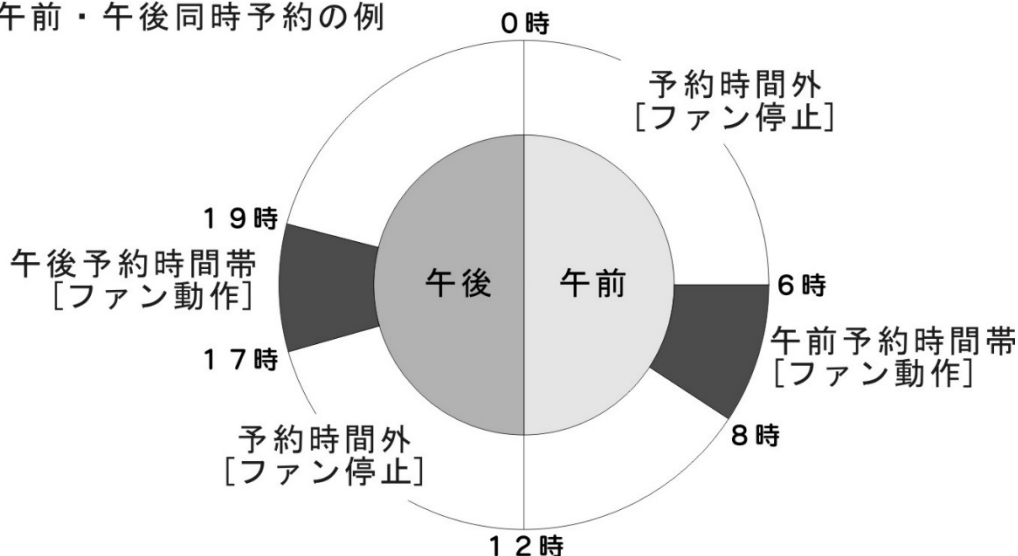 午前・午後同時予約の例
0時
予約時間外
[ファン停止]
19時
午後予約時間帯
[ファン動作]
17時
午後
午前
6時
午前予約時間帯
[ファン動作]
8時
予約時間外
[ファン停止]
12時